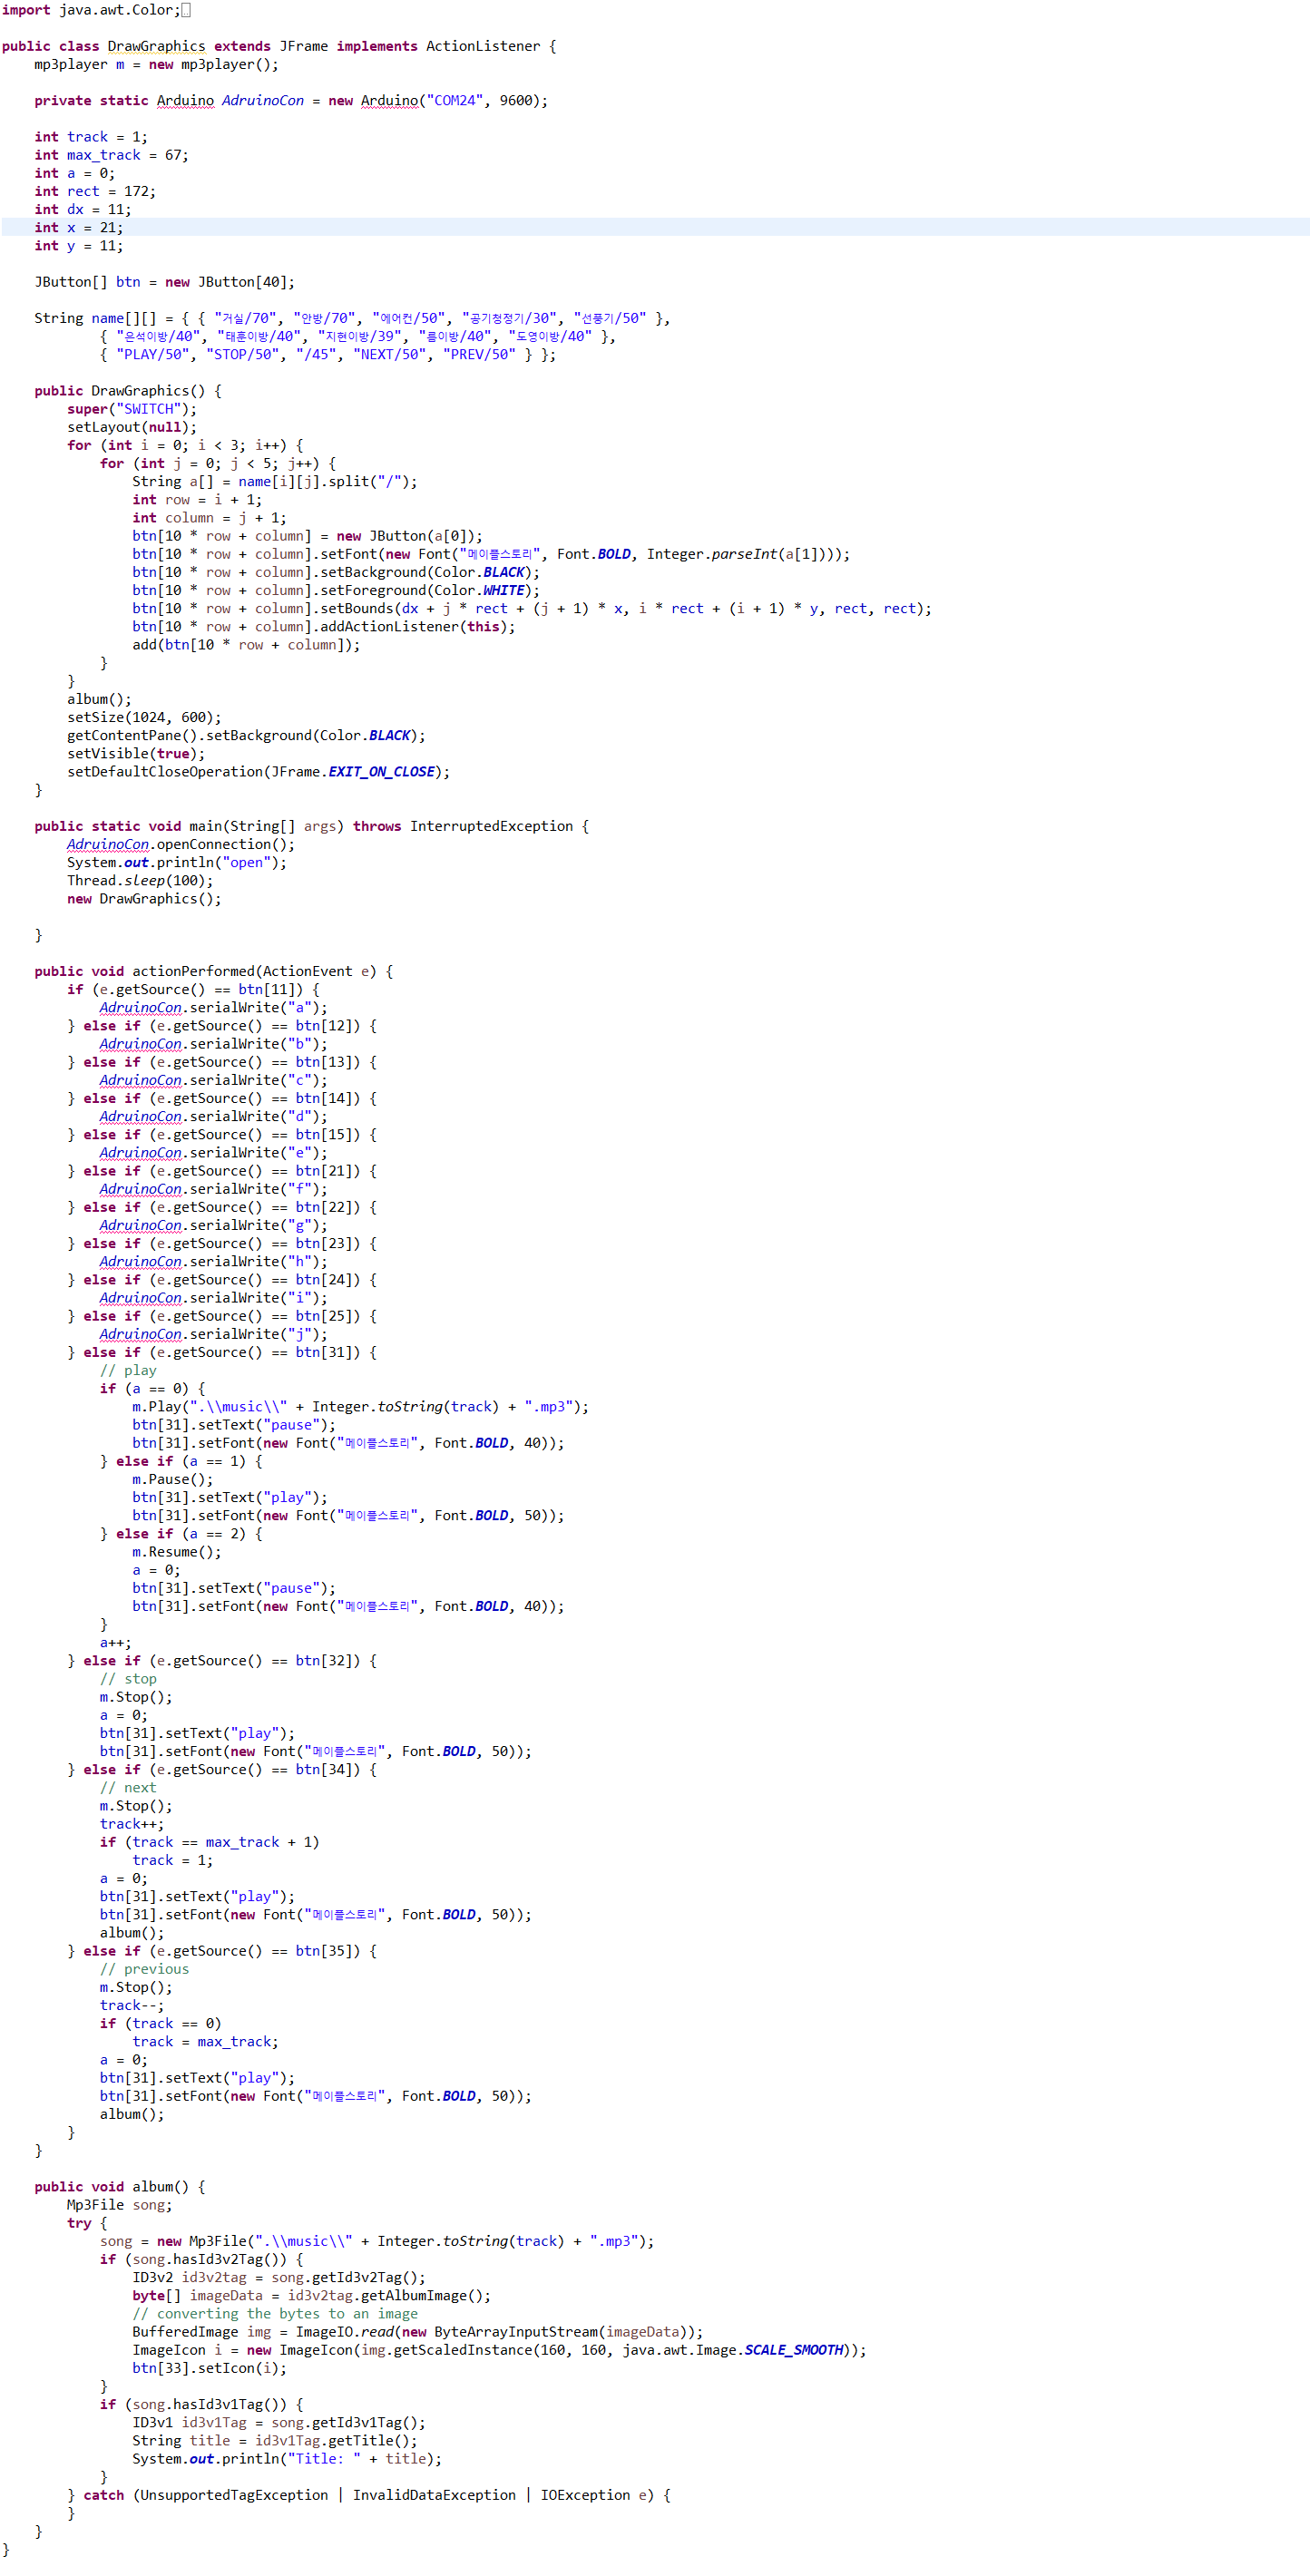 import java.awt.Color;

public class DrawGraphics extends JFrame implements ActionListener {
    mp3player m = new mp3player();

    private static Arduino AdruinoCon = new Arduino("COM24", 9600);

    int track = 1;
    int max_track = 67;
    int a = 0;
    int rect = 172;
    int dx = 11;
    int x = 21;
    int y = 11;

    JButton[] btn = new JButton[40];

    String name[][] = { { "거실/70", "안방/70", "에어컨/50", "공기청정기/30", "선풍기/50" },
            { "은석이방/40", "태훈이방/40", "지현이방/39", "름이방/40", "도영이방/40" },
            { "PLAY/50", "STOP/50", "/45", "NEXT/50", "PREV/50" } };

    public DrawGraphics() {
        super("SWITCH");
        setLayout(null);
        for (int i = 0; i < 3; i++) {
            for (int j = 0; j < 5; j++) {
                String a[] = name[i][j].split("/");
                int row = i + 1;
                int column = j + 1;
                btn[10 * row + column] = new JButton(a[0]);
                btn[10 * row + column].setFont(new Font("메이플스토리", Font.BOLD, Integer.parseInt(a[1])));
                btn[10 * row + column].setBackground(Color.BLACK);
                btn[10 * row + column].setForeground(Color.WHITE);
                btn[10 * row + column].setBounds(dx + j * rect + (j + 1) * x, i * rect + (i + 1) * y, rect, rect);
                btn[10 * row + column].addActionListener(this);
                add(btn[10 * row + column]);
            }
        }
        album();
        setSize(1024, 600);
        getContentPane().setBackground(Color.BLACK);
        setVisible(true);
        setDefaultCloseOperation(JFrame.EXIT_ON_CLOSE);
    }

    public static void main(String[] args) throws InterruptedException {
        AdruinoCon.openConnection();
        System.out.println("open");
        Thread.sleep(100);
        new DrawGraphics();

    }

    public void actionPerformed(ActionEvent e) {
        if (e.getSource() == btn[11]) {
            AdruinoCon.serialWrite("a");
        } else if (e.getSource() == btn[12]) {
            AdruinoCon.serialWrite("b");
        } else if (e.getSource() == btn[13]) {
            AdruinoCon.serialWrite("c");
        } else if (e.getSource() == btn[14]) {
            AdruinoCon.serialWrite("d");
        } else if (e.getSource() == btn[15]) {
            AdruinoCon.serialWrite("e");
        } else if (e.getSource() == btn[21]) {
            AdruinoCon.serialWrite("f");
        } else if (e.getSource() == btn[22]) {
            AdruinoCon.serialWrite("g");
        } else if (e.getSource() == btn[23]) {
            AdruinoCon.serialWrite("h");
        } else if (e.getSource() == btn[24]) {
            AdruinoCon.serialWrite("i");
        } else if (e.getSource() == btn[25]) {
            AdruinoCon.serialWrite("j");
        } else if (e.getSource() == btn[31]) {
            // play
            if (a == 0) {
                m.Play(".\\music\\" + Integer.toString(track) + ".mp3");
                btn[31].setText("pause");
                btn[31].setFont(new Font("메이플스토리", Font.BOLD, 40));
            } else if (a == 1) {
                m.Pause();
                btn[31].setText("play");
                btn[31].setFont(new Font("메이플스토리", Font.BOLD, 50));
            } else if (a == 2) {
                m.Resume();
                a = 0;
                btn[31].setText("pause");
                btn[31].setFont(new Font("메이플스토리", Font.BOLD, 40));
            }
            a++;
        } else if (e.getSource() == btn[32]) {
            // stop
            m.Stop();
            a = 0;
            btn[31].setText("play");
            btn[31].setFont(new Font("메이플스토리", Font.BOLD, 50));
        } else if (e.getSource() == btn[34]) {
            // next
            m.Stop();
            track++;
            if (track == max_track + 1)
                track = 1;
            a = 0;
            btn[31].setText("play");
            btn[31].setFont(new Font("메이플스토리", Font.BOLD, 50));
            album();
        } else if (e.getSource() == btn[35]) {
            // previous
            m.Stop();
            track--;
            if (track == 0)
                track = max_track;
            a = 0;
            btn[31].setText("play");
            btn[31].setFont(new Font("메이플스토리", Font.BOLD, 50));
            album();
        }
    }

    public void album() {
        Mp3File song;
        try {
            song = new Mp3File(".\\music\\" + Integer.toString(track) + ".mp3");
            if (song.hasId3v2Tag()) {
                ID3v2 id3v2tag = song.getId3v2Tag();
                byte[] imageData = id3v2tag.getAlbumImage();
                // converting the bytes to an image
                BufferedImage img = ImageIO.read(new ByteArrayInputStream(imageData));
                ImageIcon i = new ImageIcon(img.getScaledInstance(160, 160, java.awt.Image.SCALE_SMOOTH));
                btn[33].setIcon(i);
            }
            if (song.hasId3v1Tag()) {
                ID3v1 id3v1Tag = song.getId3v1Tag();
                String title = id3v1Tag.getTitle();
                System.out.println("Title: " + title);
            }
        } catch (UnsupportedTagException | InvalidDataException | IOException e) {
        }
    }
}